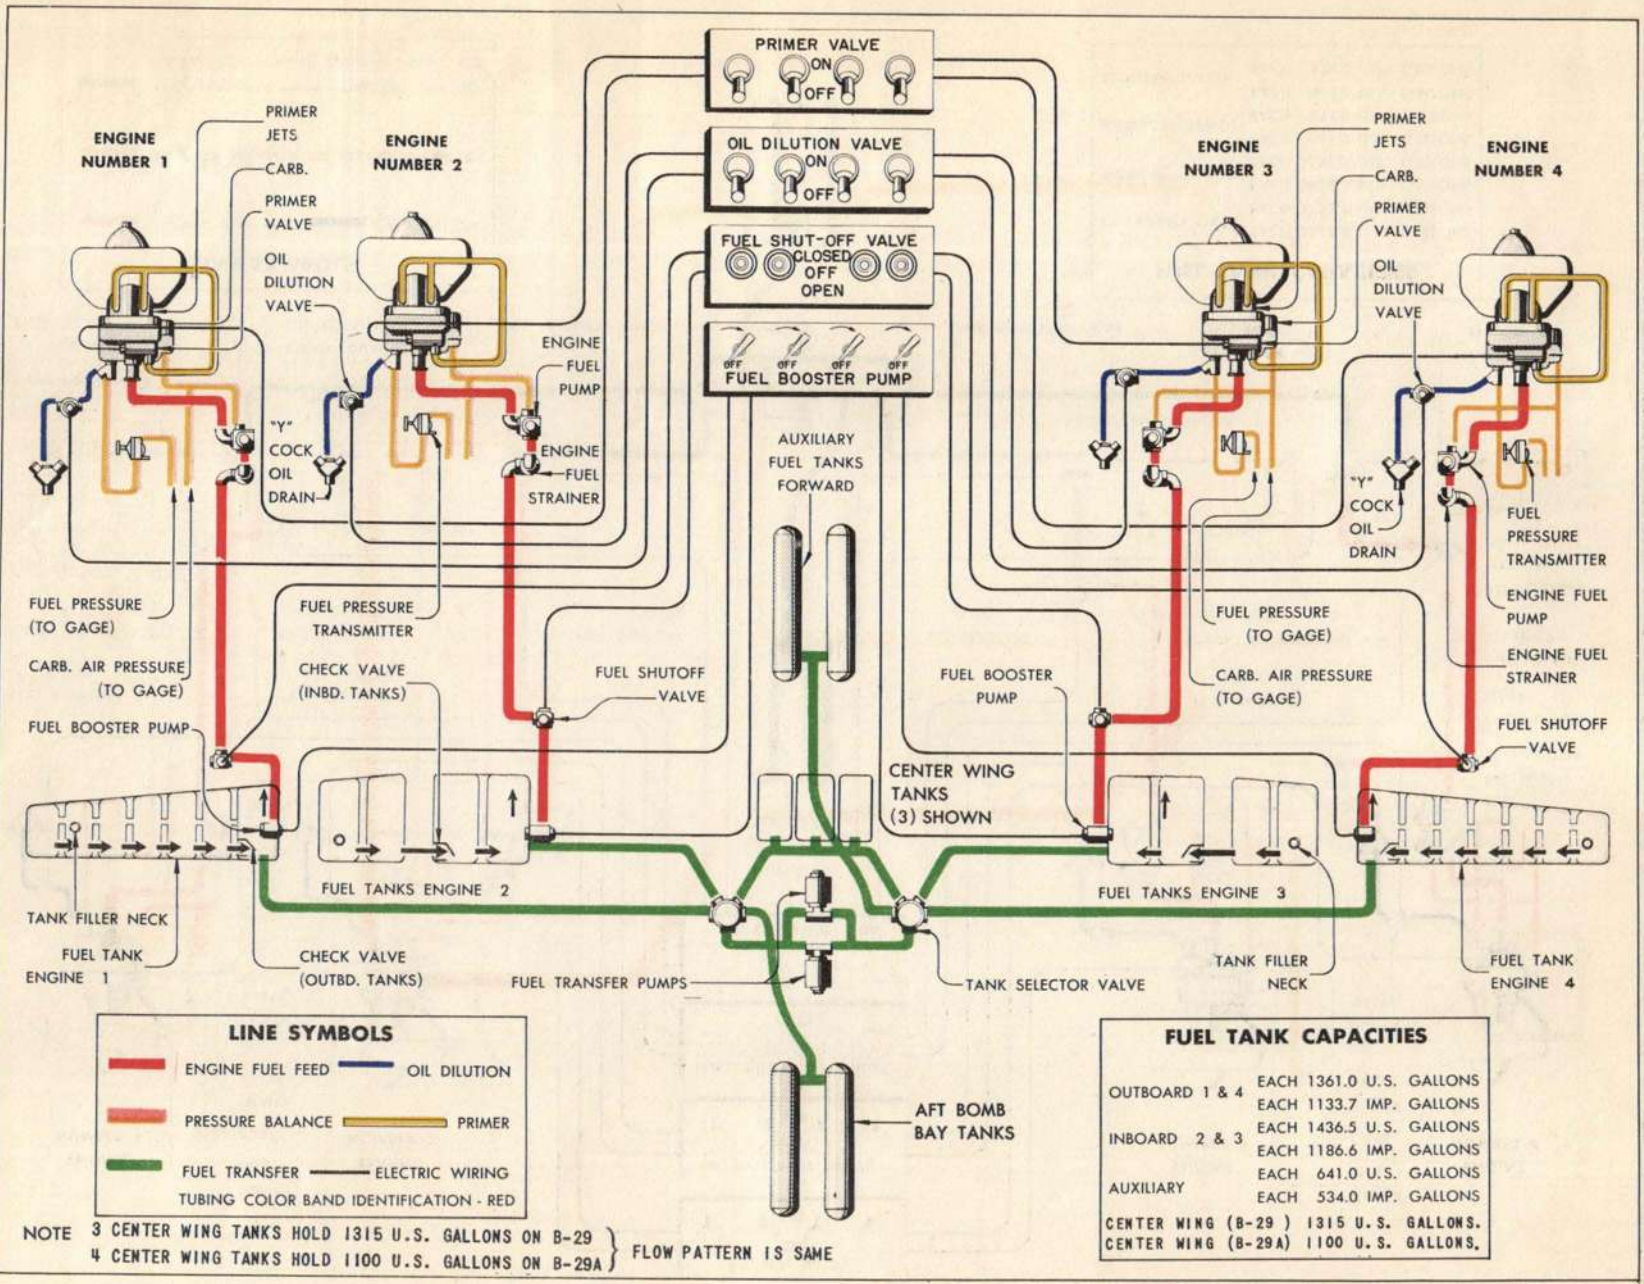 PRIMER VALVE
ON
OFF
OIL DILUTION VALVE
ON
OFF
FUEL SHUT-OFF VALVE
CLOSED
OFF
OPEN
OFF OFF OFF OFF
FUEL BOOSTER PUMP
ENGINE
NUMBER 1
PRIMER
JETS
CARB.
PRIMER
VALVE
OIL
DILUTION
VALVE
ENGINE
NUMBER 2
ENGINE
FUEL
PUMP
ENGINE
FUEL
STRAINER
"Y"
COCK
OIL
DRAIN
AUXILIARY
FUEL TANKS
FORWARD
ENGINE
NUMBER 3
PRIMER
JETS
CARB.
PRIMER
VALVE
OIL
DILUTION
VALVE
ENGINE
NUMBER 4
"Y"
COCK
OIL
DRAIN
FUEL
PRESSURE
TRANSMITTER
ENGINE FUEL
PUMP
ENGINE FUEL
STRAINER
FUEL SHUTOFF
VALVE
FUEL PRESSURE
(TO GAGE)
CARB. AIR PRESSURE
(TO GAGE)
FUEL BOOSTER PUMP
FUEL PRESSURE
TRANSMITTER
CHECK VALVE
(INBD. TANKS)
FUEL SHUTOFF
VALVE
FUEL BOOSTER
PUMP
FUEL PRESSURE
(TO GAGE)
CARB. AIR PRESSURE
(TO GAGE)
CENTER WING
TANKS
(3) SHOWN
FUEL TANKS ENGINE 2
FUEL TANKS ENGINE 3
TANK FILLER NECK
FUEL TANK
ENGINE 1
CHECK VALVE
(OUTBD. TANKS)
FUEL TRANSFER PUMPS
TANK SELECTOR VALVE
TANK FILLER
NECK
FUEL TANK
ENGINE 4
AFT BOMB
BAY TANKS
LINE SYMBOLS
ENGINE FUEL FEED OIL DILUTION
PRESSURE BALANCE PRIMER
FUEL TRANSFER ELECTRIC WIRING
TUBING COLOR BAND IDENTIFICATION - RED
FUEL TANK CAPACITIES
OUTBOARD 1 & 4 EACH 1361.0 U.S. GALLONS
EACH 1133.7 IMP. GALLONS
INBOARD 2 & 3 EACH 1436.5 U.S. GALLONS
EACH 1186.6 IMP. GALLONS
AUXILIARY EACH 641.0 U.S. GALLONS
EACH 534.0 IMP. GALLONS
CENTER WING (B-29 ) 1315 U.S. GALLONS.
CENTER WING (B-29A) 1100 U.S. GALLONS.
NOTE 3 CENTER WING TANKS HOLD 1315 U.S. GALLONS ON B-29
4 CENTER WING TANKS HOLD 1100 U.S. GALLONS ON B-29A
FLOW PATTERN IS SAME